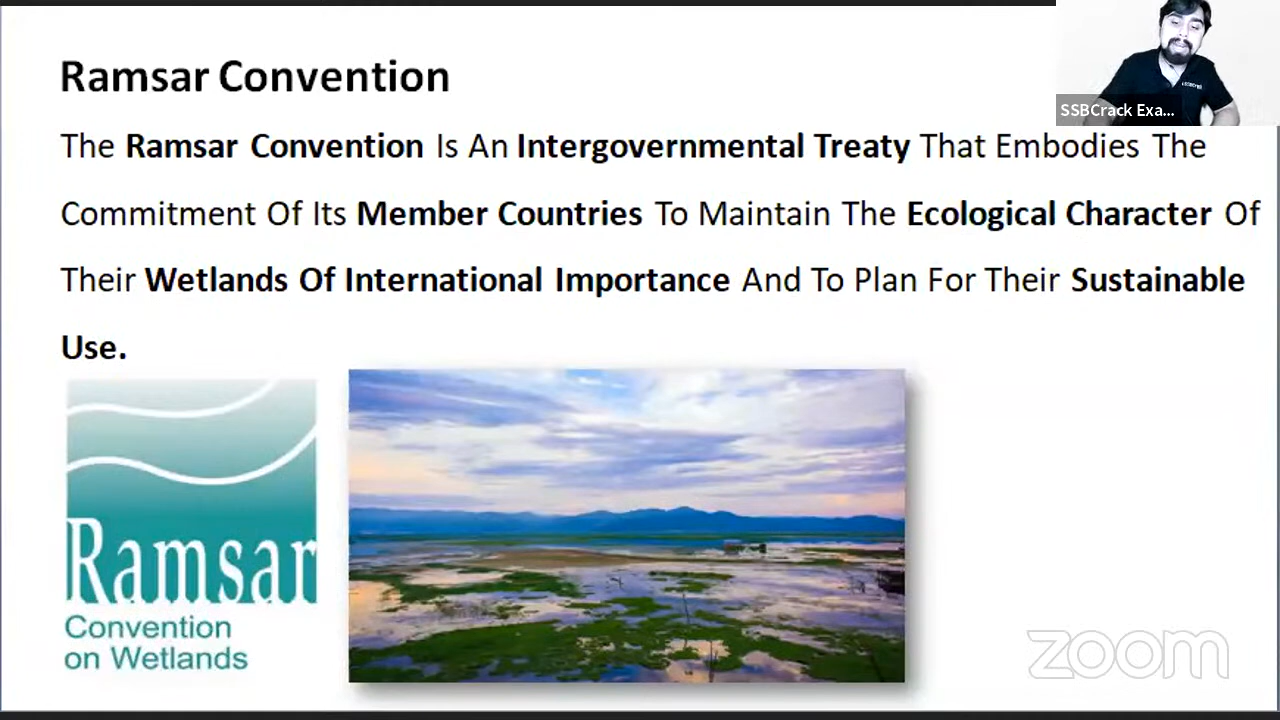 Ramsar Convention
SSBCrack Exa...
The Ramsar Convention Is An Intergovernmental Treaty That Embodies The
Commitment Of Its Member Countries To Maintain The Ecological Character Of
Their Wetlands Of International Importance And To Plan For Their Sustainable
Use.
Ramsar
Convention
on Wetlands
zoom